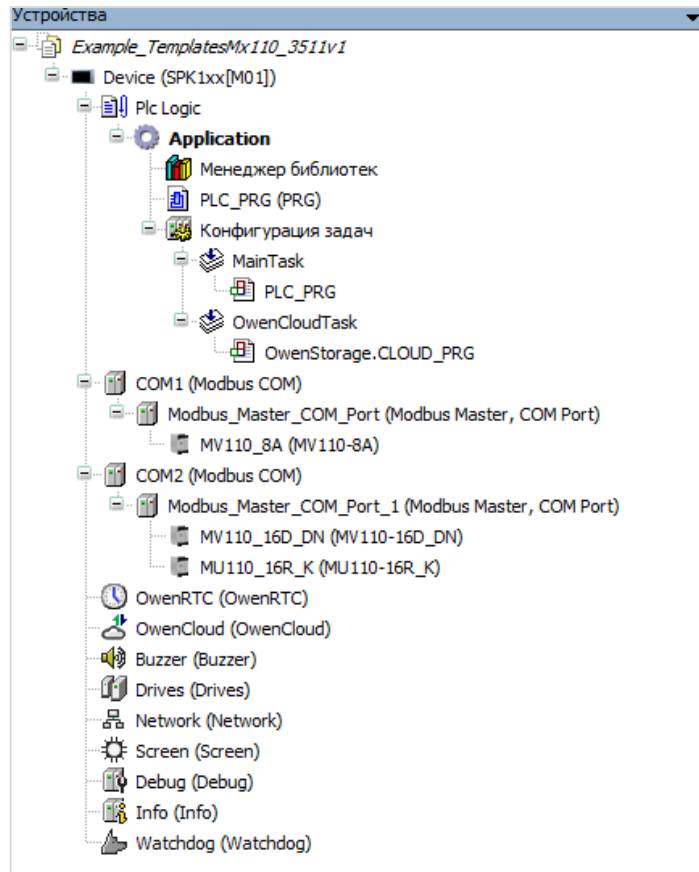 Устройства
Example_TemplatesMx110_3511v1
Device (SPK1xx[M01])
Plc Logic
Application
Менеджер библиотек
PLC_PRG (PRG)
Конфигурация задач
MainTask
PLC_PRG
OwenCloudTask
OwenStorage.CLOUD_PRG
COM1 (Modbus COM)
Modbus_Master_COM_Port (Modbus Master, COM Port)
MV110_8A (MV110-8A)
COM2 (Modbus COM)
Modbus_Master_COM_Port_1 (Modbus Master, COM Port)
MV110_16D_DN (MV110-16D_DN)
MU110_16R_K (MU110-16R_K)
OwenRTC (OwenRTC)
OwenCloud (OwenCloud)
Buzzer (Buzzer)
Drives (Drives)
Network (Network)
Screen (Screen)
Debug (Debug)
Info (Info)
Watchdog (Watchdog)